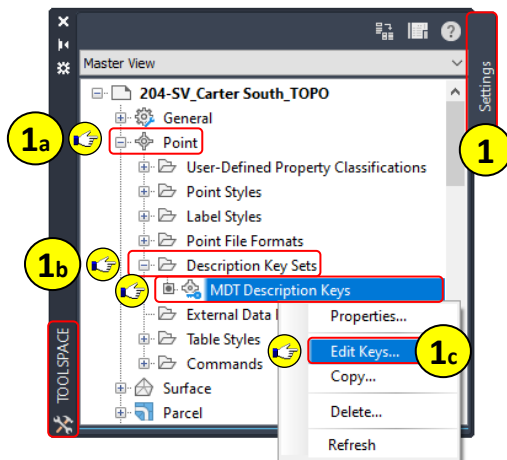 Master View
204-SV_Carter South_TOPO
General
1a Point
User-Defined Property Classifications
Point Styles
Label Styles
Point File Formats
1b Description Key Sets
MDT Description Keys
External Data
Table Styles
Commands
Surface
Parcel
Properties...
Edit Keys... 1c
Copy...
Delete...
Refresh
Settings
1
TOOLSPACE